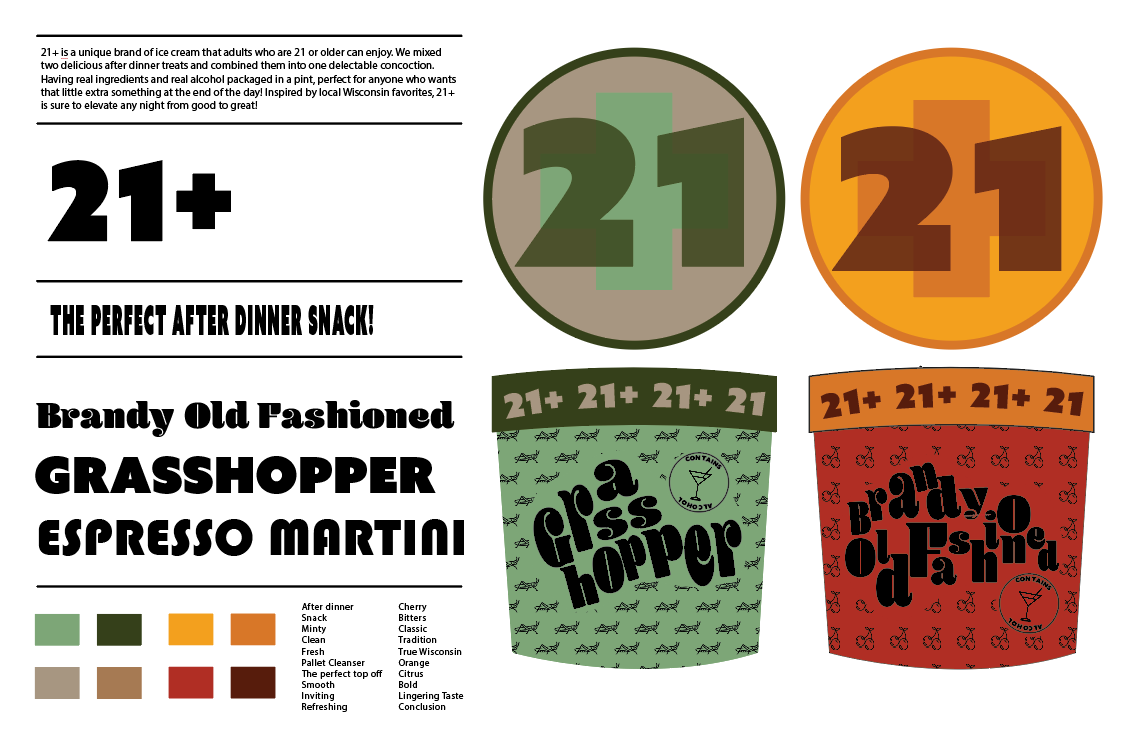 21+ is a unique brand of ice cream that adults who are 21 or older can enjoy. We mixed
two delicious after dinner treats and combined them into one delectable concoction.
Having real ingredients and real alcohol packaged in a pint, perfect for anyone who wants
that little extra something at the end of the day! Inspired by local Wisconsin favorites, 21+
is sure to elevate any night from good to great!
21+
THE PERFECT AFTER DINNER SNACK!
Brandy Old Fashioned
GRASSHOPPER
ESPRESSO MARTINI
After dinner
Snack
Minty
Clean
Fresh
Pallet Cleanser
The perfect top off
Smooth
Inviting
Refreshing
Cherry
Bitters
Classic
Tradition
True Wisconsin
Orange
Citrus
Bold
Lingering Taste
Conclusion
21
21
21+ 21+ 21+ 21
CONTAINS
ALCOHOL
Grass
hopper
21+ 21+ 21+ 21
Brandy
Old Fashioned
CONTAINS
ALCOHOL